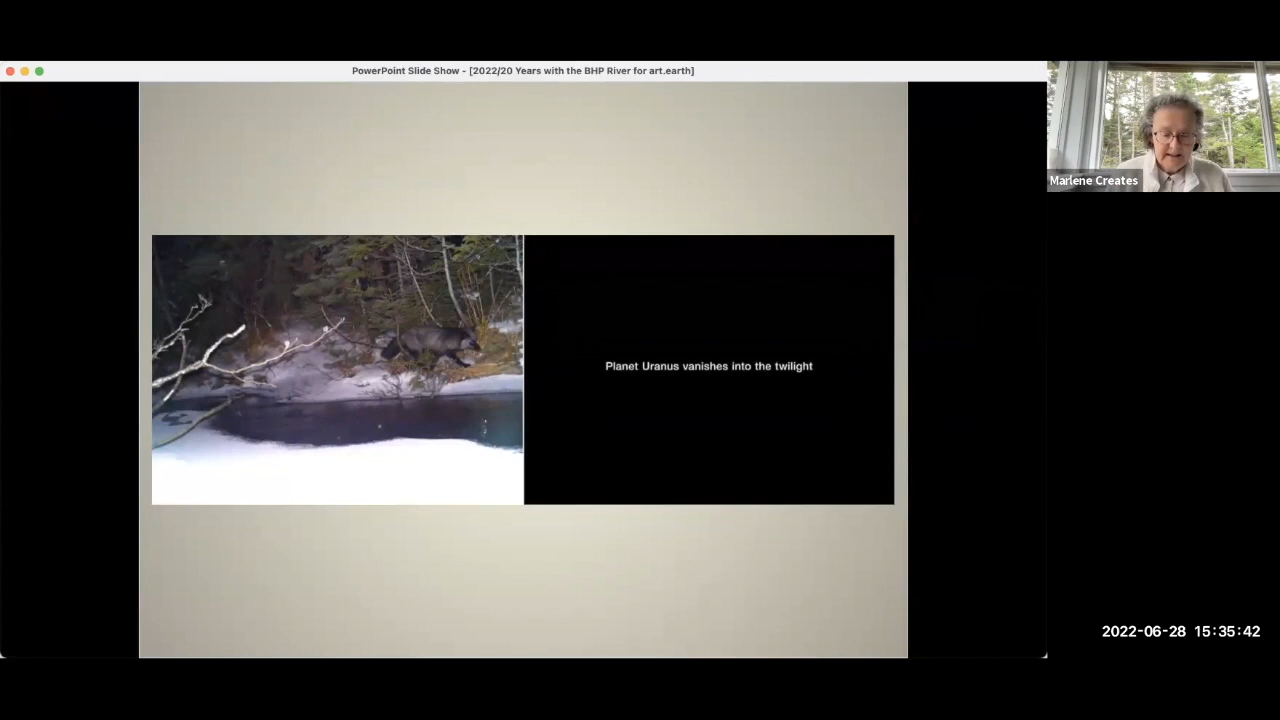 PowerPoint Slide Show - [2022/20 Years with the BHP River for art.earth]
Marlene Creates
Planet Uranus vanishes into the twilight
2022-06-28 15:35:42